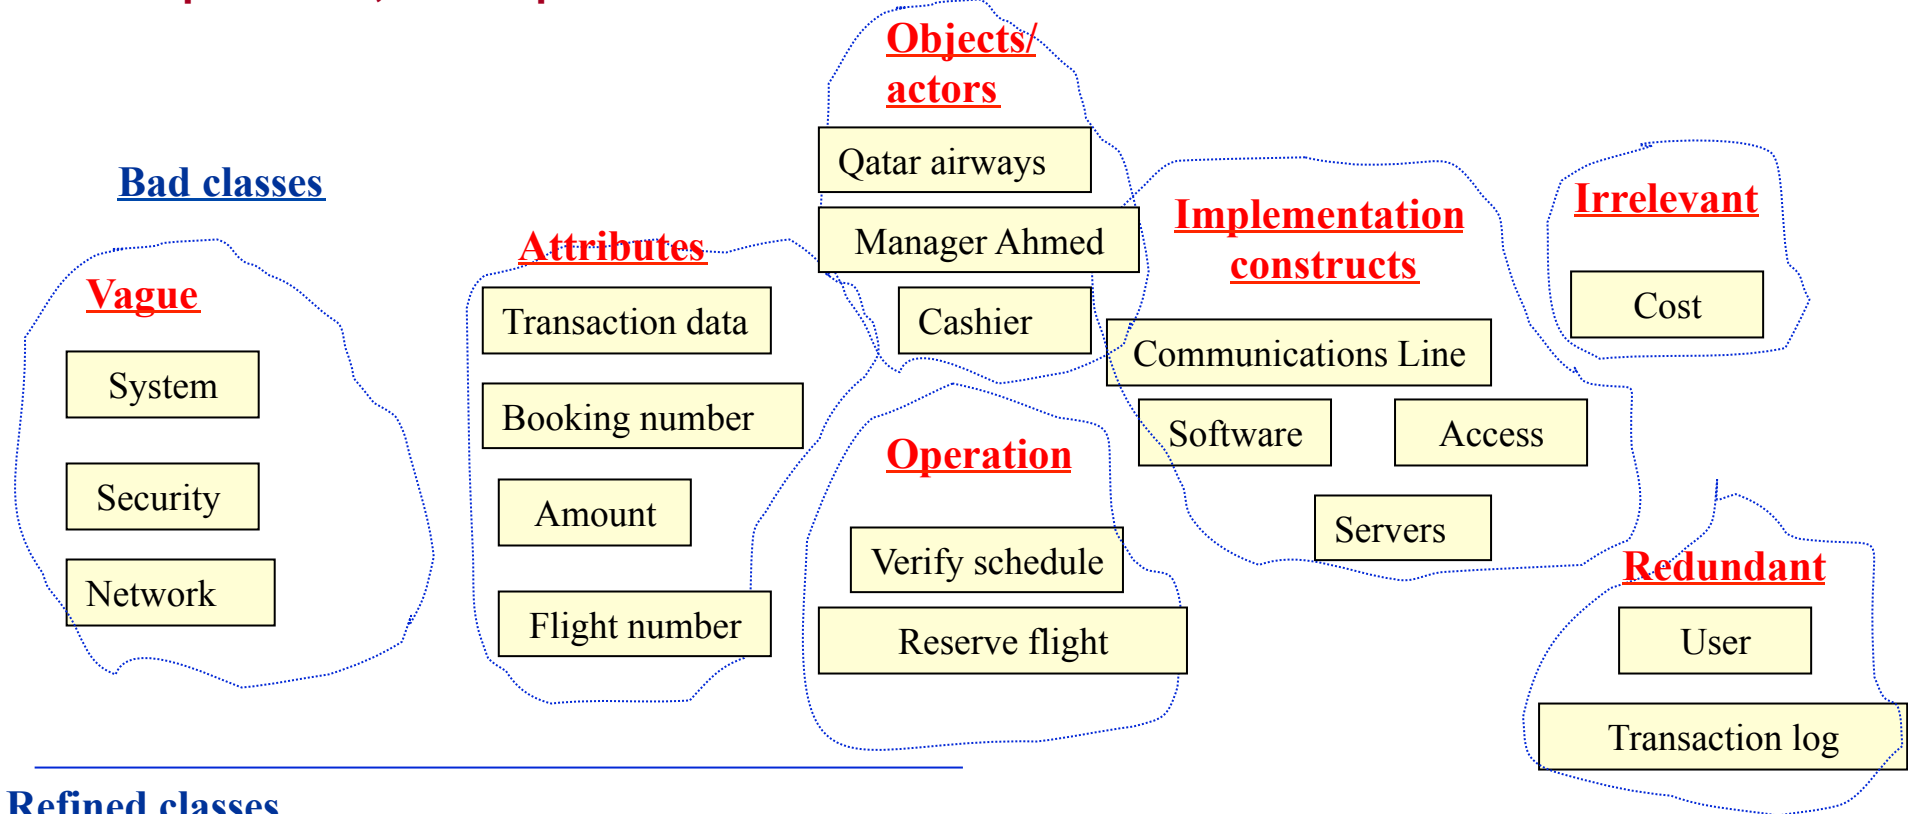 Bad classes
Vague
System
Security
Network
Attributes
Transaction data
Booking number
Amount
Flight number
Objects/
actors
Qatar airways
Manager Ahmed
Cashier
Operation
Verify schedule
Reserve flight
Implementation
constructs
Communications Line
Software
Access
Servers
Irrelevant
Cost
Redundant
User
Transaction log
Refined classes